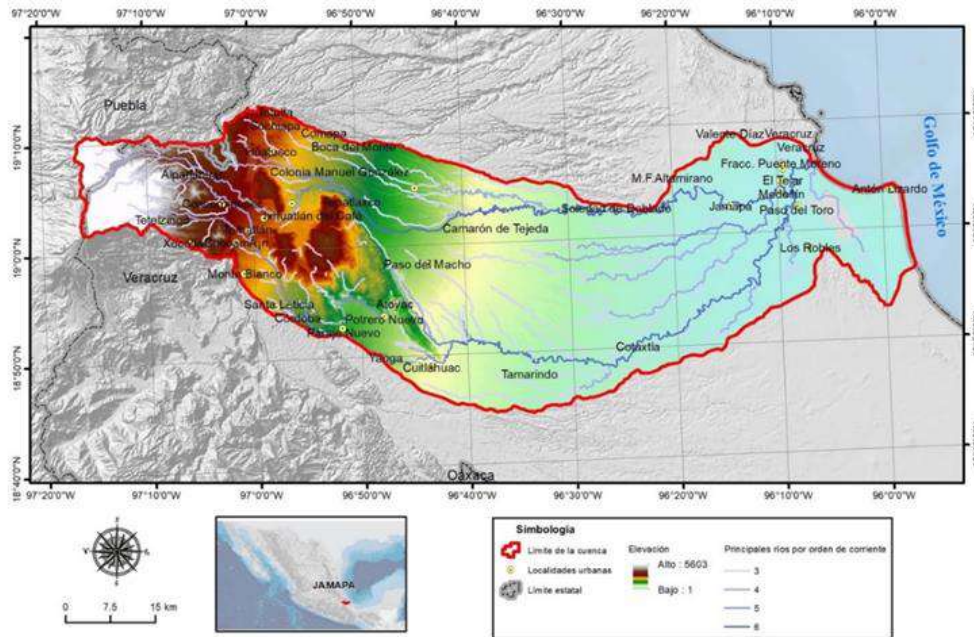 97°20'0"W 97°10'0"W 97°0'0"W 96°50'0"W 96°40'0"W 96°30'0"W 96°20'0"W 96°10'0"W 96°0'0"W
Puebla
19°10'0"N
Comapa
Boca del Monte
Valente Díaz Veracruz
Veracruz
Colonia Manuel González
Fracc. Puente Moreno
M.F.Altamirano
El Tejar
Medellín
Antón Lizardo
Golfo de México
Tepatlaxco
Ixhuatlán del Café
Soledad de Doblado
Jamapa
Paso del Toro
Tetelzingo
Camarón de Tejeda
Los Robles
19°0'0"N
Paso del Macho
Monte Blanco
Veracruz
Santa Leticia
Atoyac
Córdoba
Potrero Nuevo
Peñuela Nuevo
Cotaxtla
Yanga
Cuitláhuac
Tamarindo
18°50'0"N
Oaxaca
18°40'0"N
97°20'0"W 97°10'0"W 97°0'0"W 96°50'0"W 96°40'0"W 96°30'0"W 96°20'0"W 96°10'0"W 96°0'0"W
0 7.5 15 km
JAMAPA
Simbología
Límite de la cuenca
Localidades urbanas
Límite estatal
Elevación
Alto : 5603
Bajo : 1
Principales ríos por orden de corriente
3
4
5
6